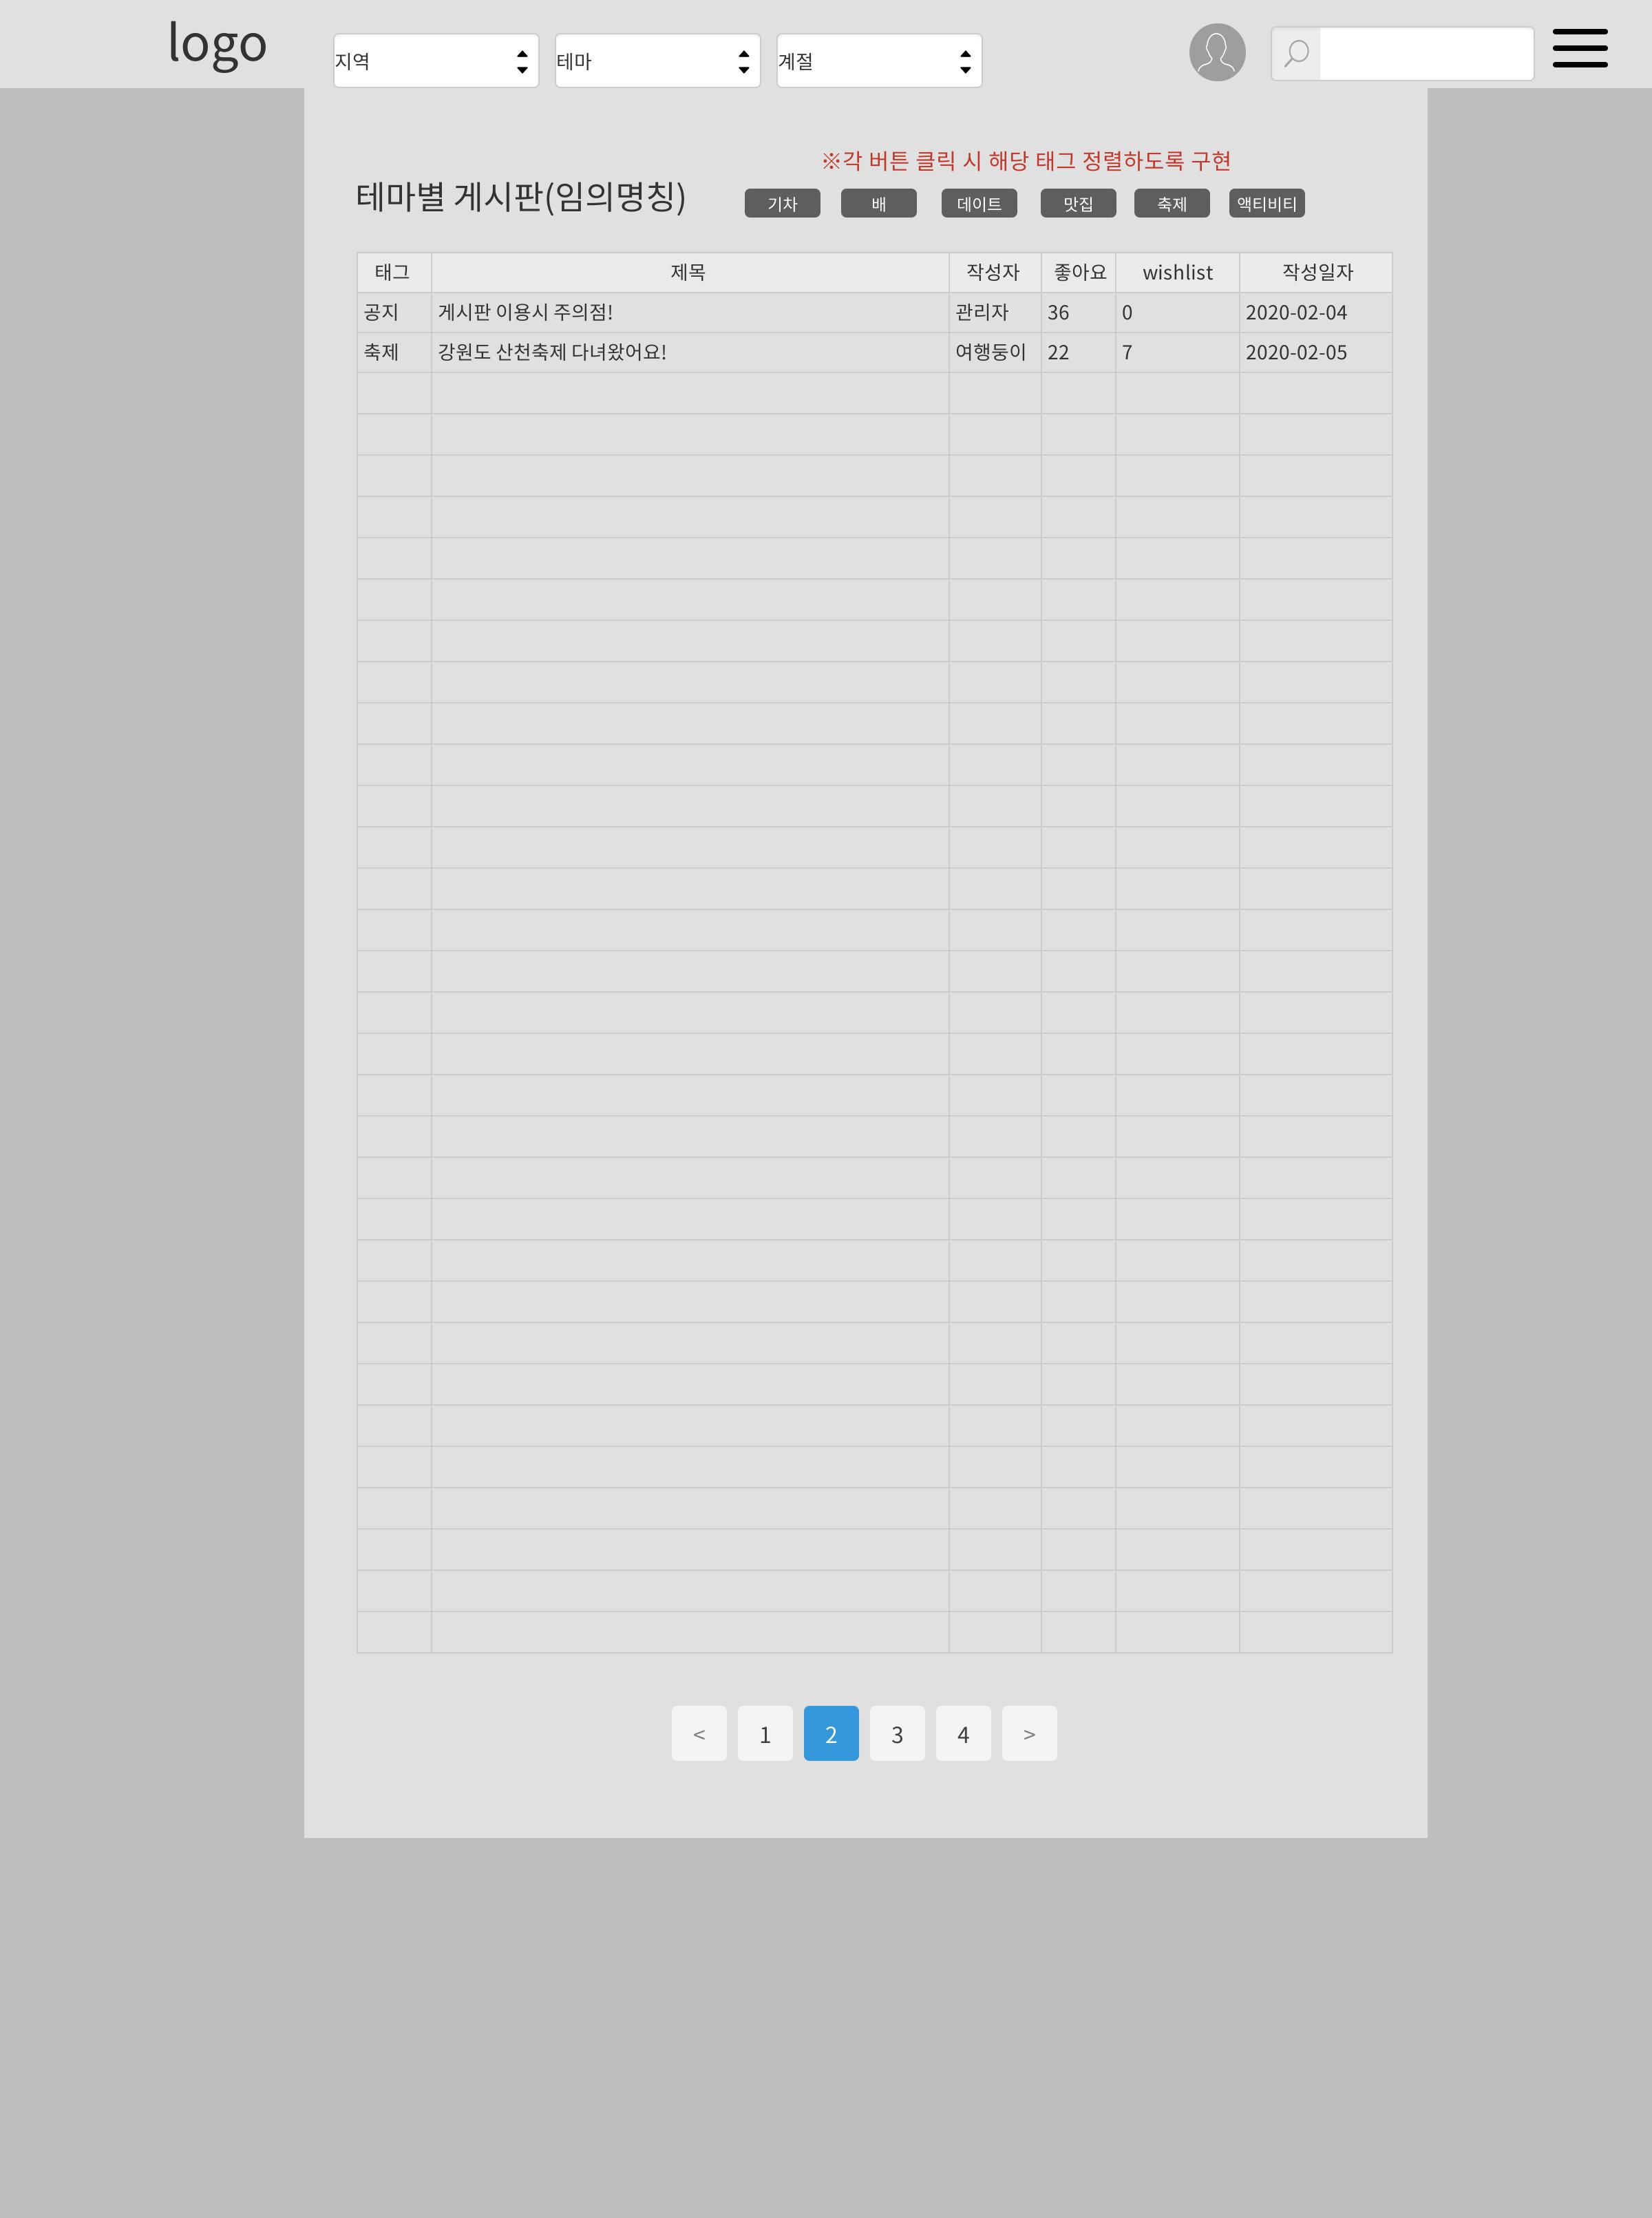 logo
지역
테마
계절
※각 버튼 클릭 시 해당 태그 정렬하도록 구현
테마별 게시판(임의명칭)
기차 배 데이트 맛집 축제 액티비티
태그 제목 작성자 좋아요 wishlist 작성일자
공지 게시판 이용시 주의점! 관리자 36 0 2020-02-04
축제 강원도 산천축제 다녀왔어요! 여행둥이 22 7 2020-02-05
< 1 2 3 4 >